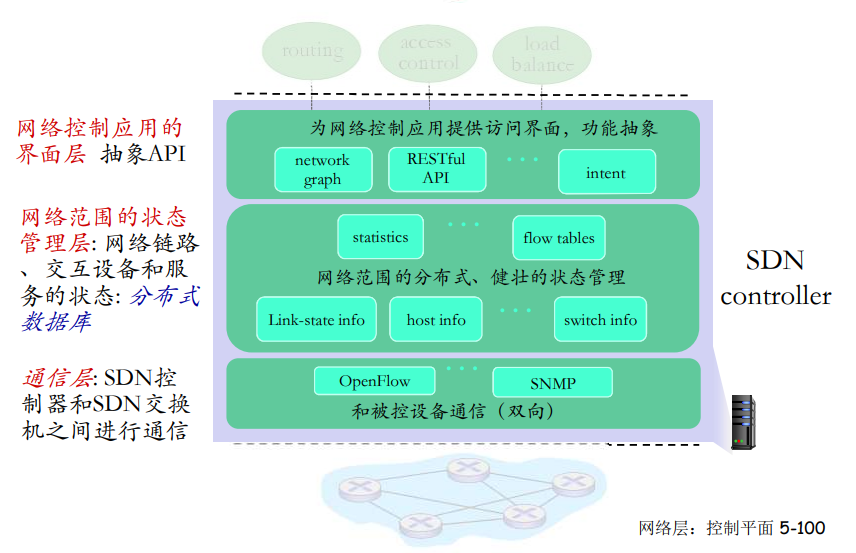 routing
access
control
load
balance
网络控制应用的
界面层 抽象API
为网络控制应用提供访问界面，功能抽象
network
graph
RESTful
API
intent
网络范围的状态
管理层: 网络链路
、交互设备和服
务的状态: 分布式
数据库
statistics
flow tables
网络范围的分布式、健壮的状态管理
Link-state info
host info
switch info
SDN
controller
通信层: SDN控
制器和SDN交换
机之间进行通信
OpenFlow
SNMP
和被控设备通信（双向）
网络层：控制平面 5-100